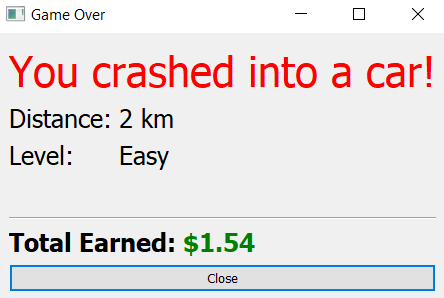 Game Over
You crashed into a car!
Distance: 2 km
Level: Easy
Total Earned: $1.54
Close